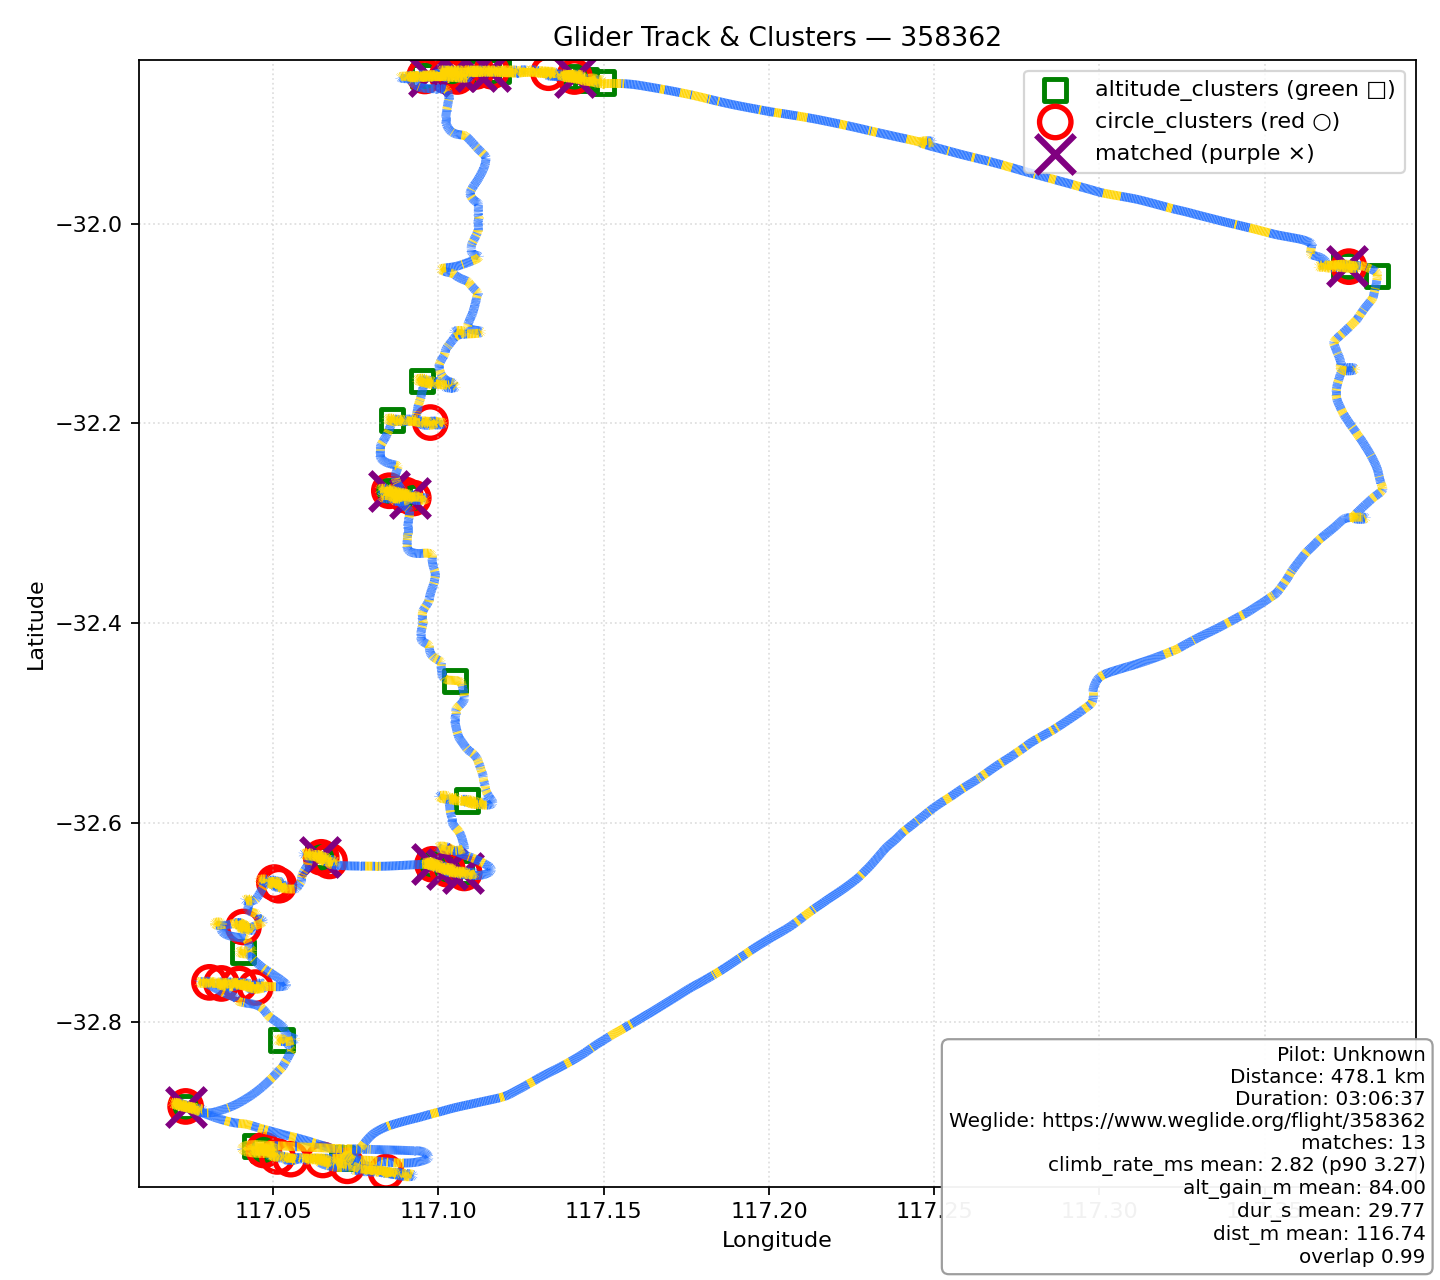 Glider Track & Clusters — 358362
altitude_clusters (green □)
circle_clusters (red ○)
matched (purple ×)
−32.0
−32.2
−32.4
−32.6
−32.8
Latitude
117.05
117.10
117.15
117.20
117.25
117.30
Longitude
Pilot: Unknown
Distance: 478.1 km
Duration: 03:06:37
Weglide: https://www.weglide.org/flight/358362
matches: 13
climb_rate_ms mean: 2.82 (p90 3.27)
alt_gain_m mean: 84.00
dur_s mean: 29.77
dist_m mean: 116.74
overlap 0.99